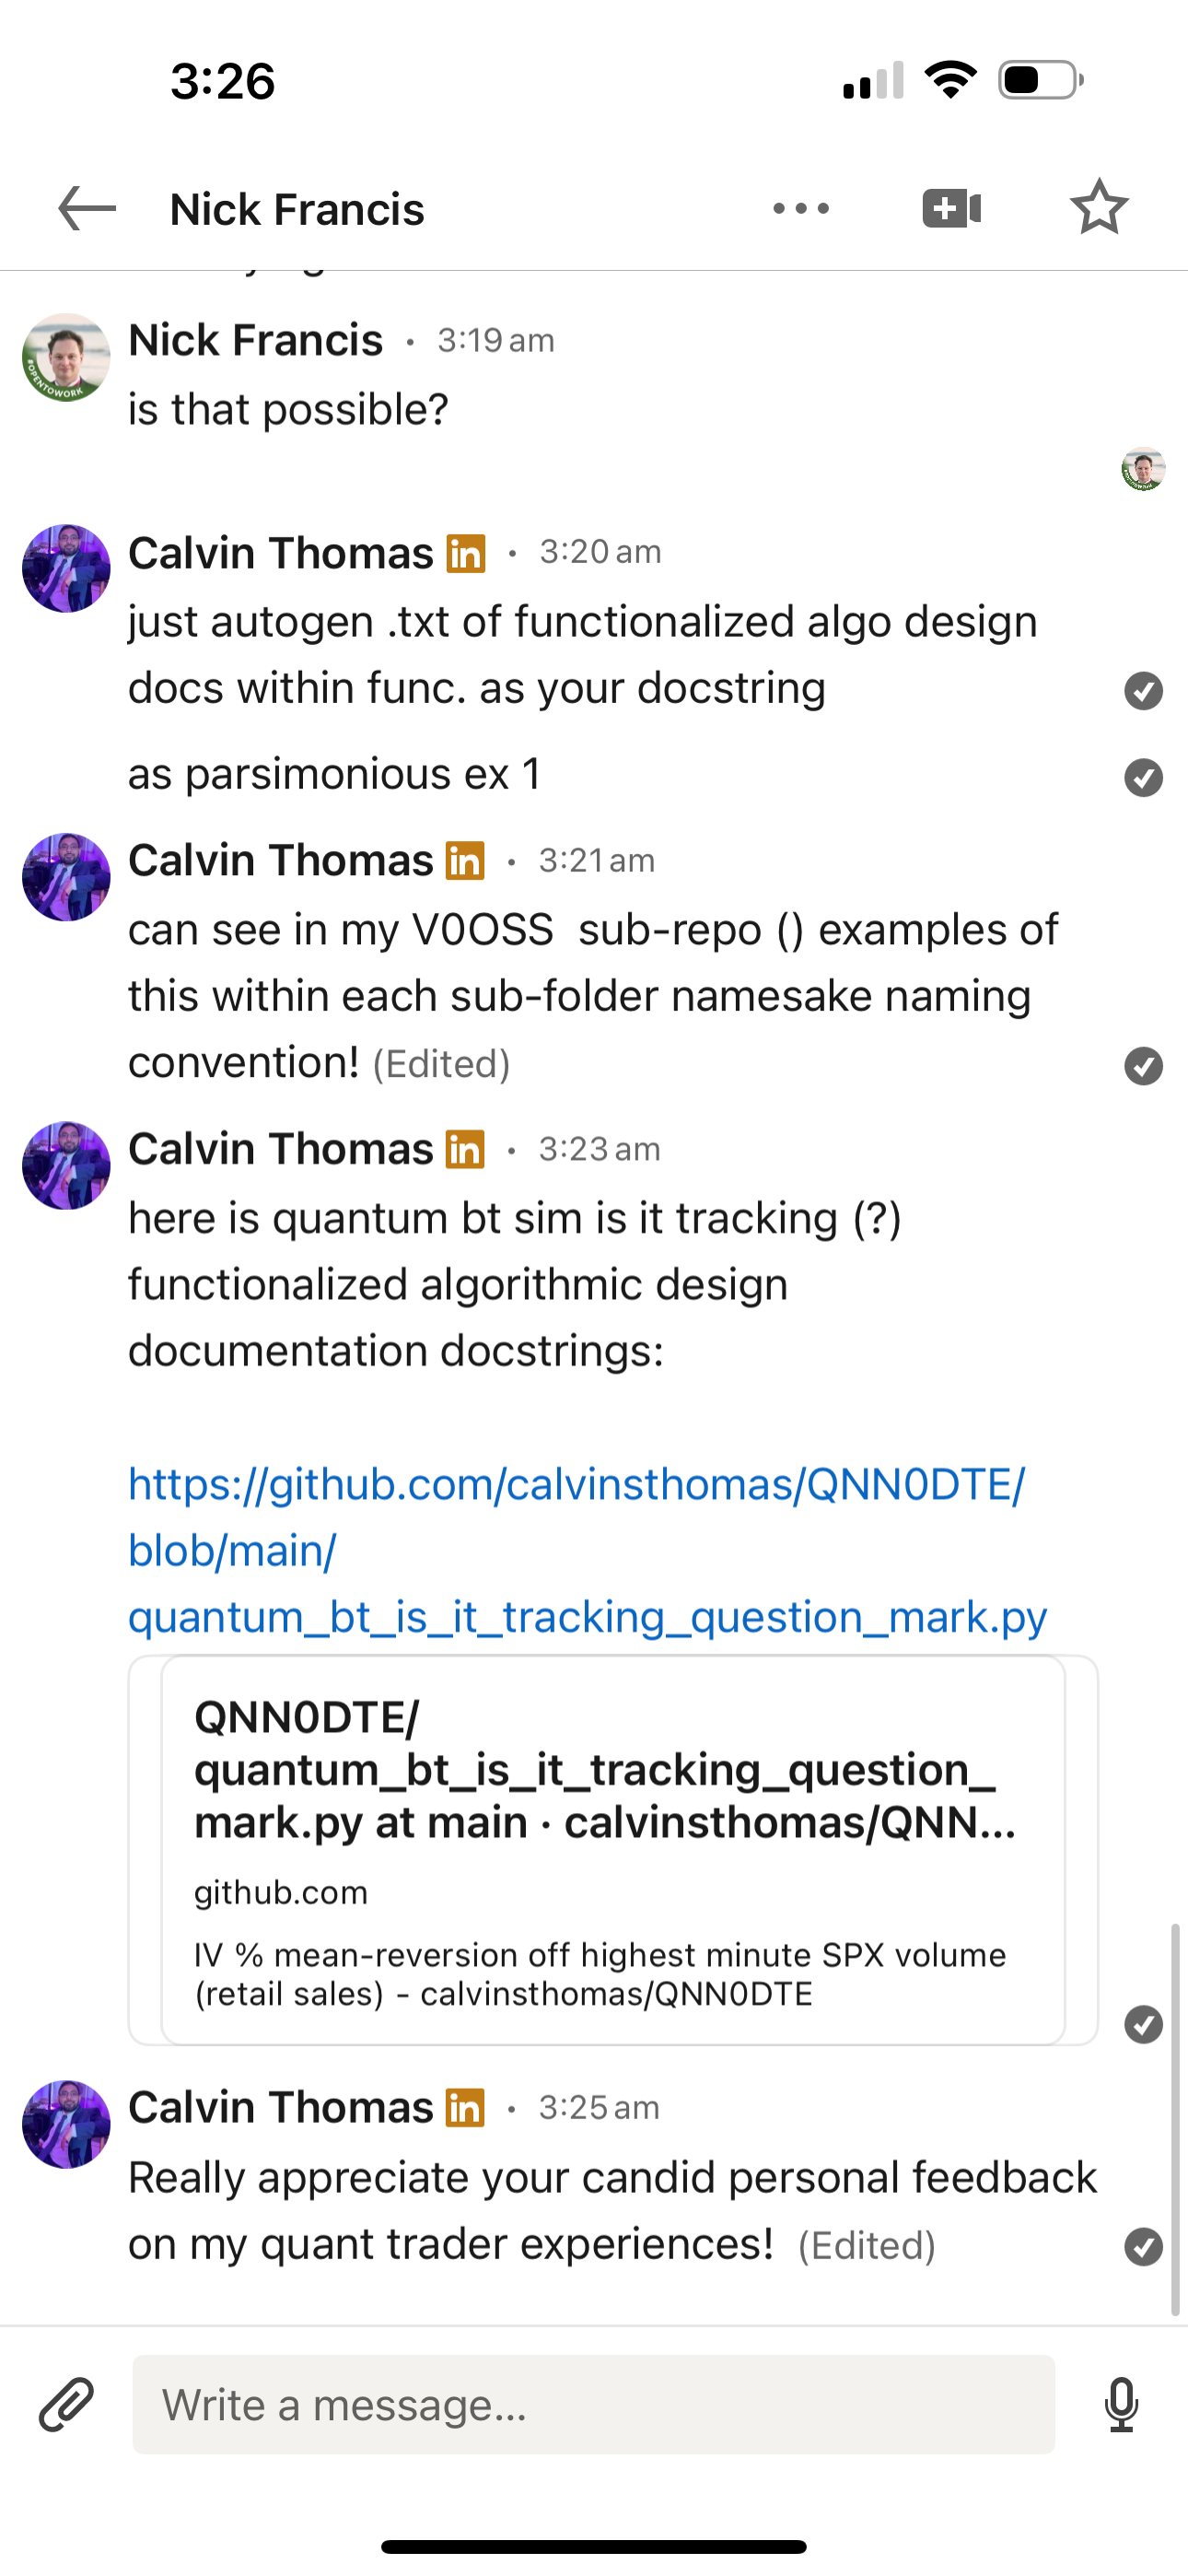 3:26
Nick Francis
Nick Francis • 3:19 am
#OPENTOWORK
is that possible?
Calvin Thomas in • 3:20 am
just autogen .txt of functionalized algo design
docs within func. as your docstring
as parsimonious ex 1
Calvin Thomas in • 3:21 am
can see in my V0OSS  sub-repo () examples of
this within each sub-folder namesake naming
convention! (Edited)
Calvin Thomas in • 3:23 am
here is quantum bt sim is it tracking (?)
functionalized algorithmic design
documentation docstrings:
https://github.com/calvinsthomas/QNN0DTE/
blob/main/
quantum_bt_is_it_tracking_question_mark.py
QNN0DTE/
quantum_bt_is_it_tracking_question_
mark.py at main · calvinsthomas/QNN...
github.com
IV % mean-reversion off highest minute SPX volume
(retail sales) - calvinsthomas/QNN0DTE
Calvin Thomas in • 3:25 am
Really appreciate your candid personal feedback
on my quant trader experiences! (Edited)
Write a message...